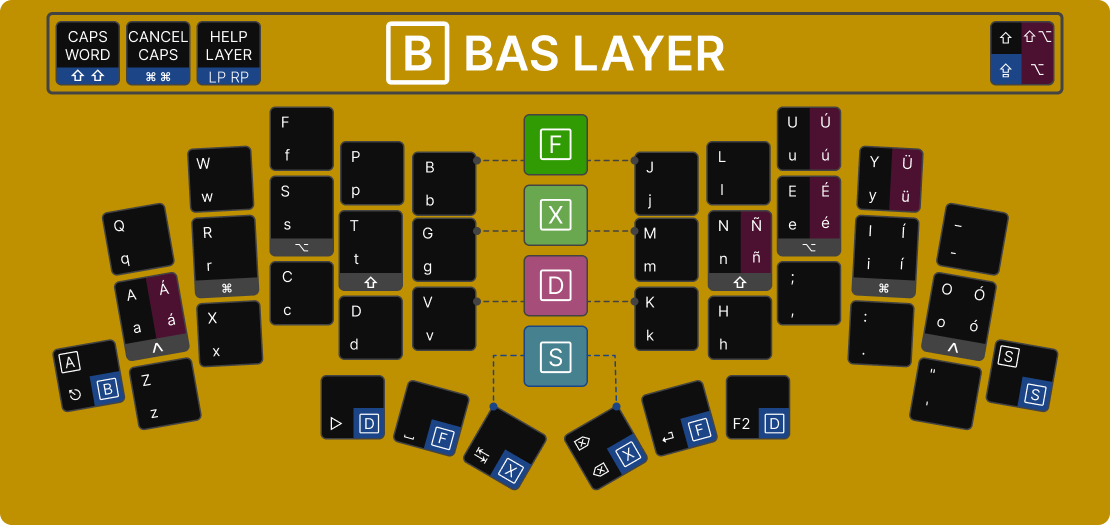 CAPS CANCEL HELP
WORD CAPS LAYER
⇧ ⇧ ⌘ ⌘ LP RP
B BAS LAYER
⇧ ⇧⌥
⇪ ⌥
Q
q
W
w
F
f
P
p
B
b
F
J
j
L
l
U Ú
u ú
Y Ü
y ü
_
-
A Á
a á
^
R
r
⌘
S
s
⌥
T
t
⇧
G
g
X
M
m
N Ñ
n ñ
⇧
E É
e é
⌥
I Í
i í
⌘
O Ó
o ó
^
Z
z
X
x
C
c
D
d
V
v
D
K
k
H
h
;
,
:
.
"
'
S
A
B
▷ D
⎵ F
↹ X
⌫
⌫ X
↵ F
F2 D
S
S